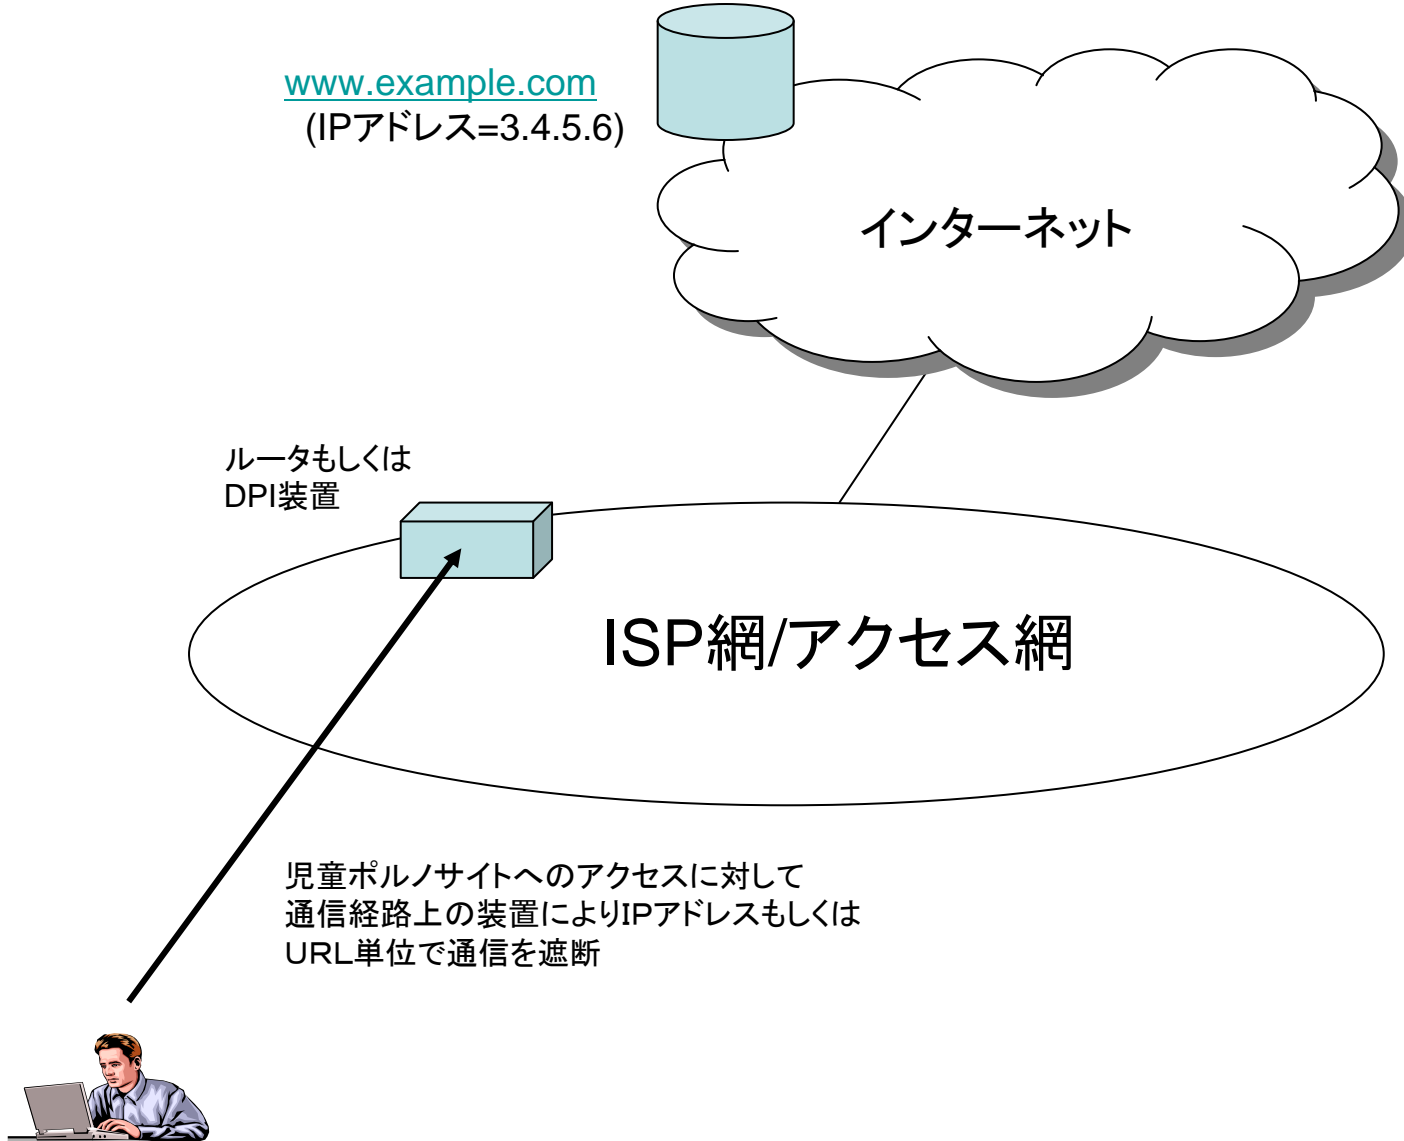 www.example.com
(IPアドレス=3.4.5.6)
インターネット
ルータもしくは
DPI装置
ISP網/アクセス網
児童ポルノサイトへのアクセスに対して
通信経路上の装置によりIPアドレスもしくは
URL単位で通信を遮断